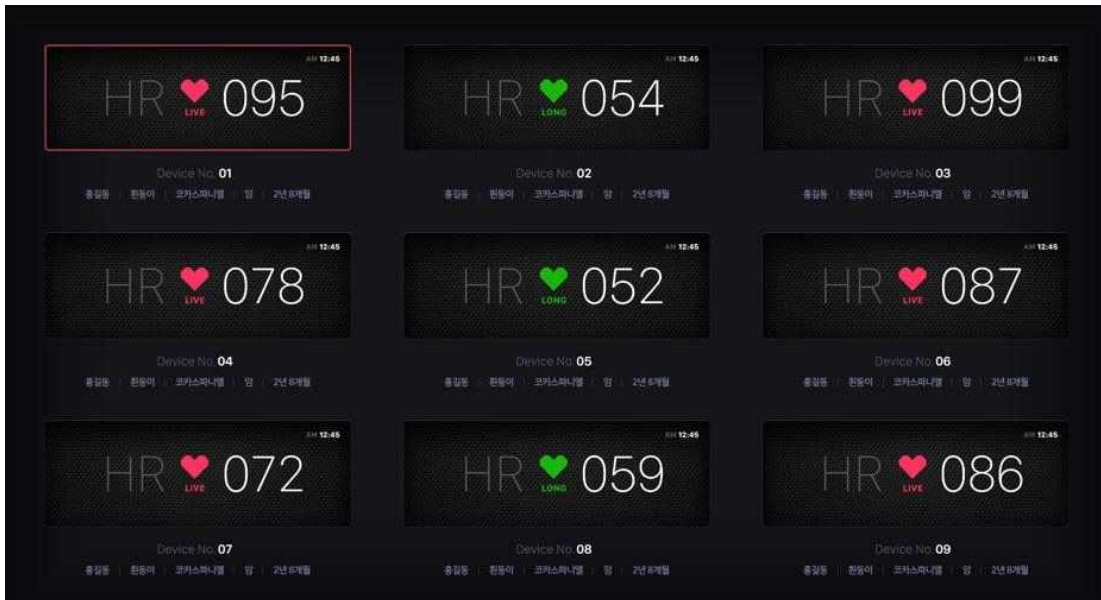 AM 12:45
HR LIVE 095
Device No. 01
홍길동 | 흰둥이 | 코카스파니엘 | 암 | 2년 8개월
AM 12:45
HR LONG 054
Device No. 02
홍길동 | 흰둥이 | 코카스파니엘 | 암 | 2년 8개월
AM 12:45
HR LIVE 099
Device No. 03
홍길동 | 흰둥이 | 코카스파니엘 | 암 | 2년 8개월
AM 12:45
HR LIVE 078
Device No. 04
홍길동 | 흰둥이 | 코카스파니엘 | 암 | 2년 8개월
AM 12:45
HR LONG 052
Device No. 05
홍길동 | 흰둥이 | 코카스파니엘 | 암 | 2년 8개월
AM 12:45
HR LIVE 087
Device No. 06
홍길동 | 흰둥이 | 코카스파니엘 | 암 | 2년 8개월
AM 12:45
HR LIVE 072
Device No. 07
홍길동 | 흰둥이 | 코카스파니엘 | 암 | 2년 8개월
AM 12:45
HR LONG 059
Device No. 08
홍길동 | 흰둥이 | 코카스파니엘 | 암 | 2년 8개월
AM 12:45
HR LIVE 086
Device No. 09
홍길동 | 흰둥이 | 코카스파니엘 | 암 | 2년 8개월